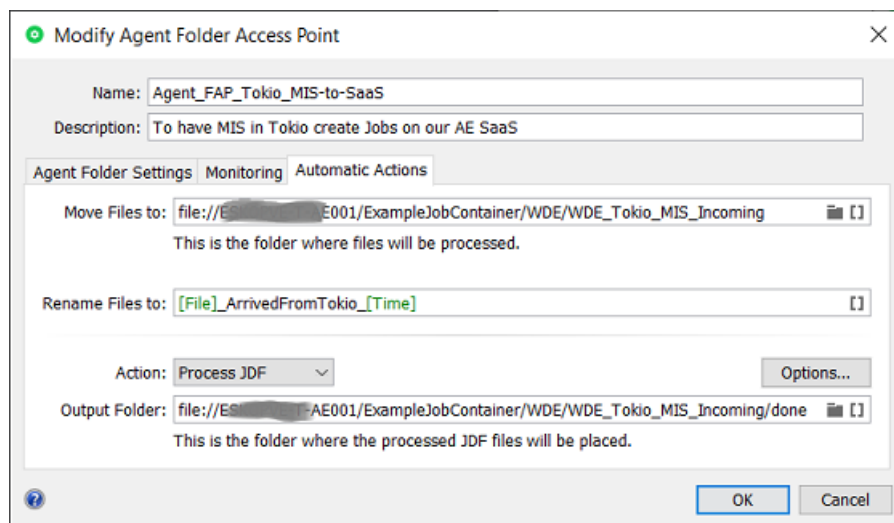 Modify Agent Folder Access Point
Name: Agent_FAP_Tokio_MIS-to-SaaS
Description: To have MIS in Tokio create Jobs on our AE SaaS
Agent Folder Settings Monitoring Automatic Actions
Move Files to: file://AE001/ExampleJobContainer/WDE/WDE_Tokio_MIS_Incoming
This is the folder where files will be processed.
Rename Files to: [File]_ArrivedFromTokio_[Time]
Action: Process JDF Options...
Output Folder: file://AE001/ExampleJobContainer/WDE/WDE_Tokio_MIS_Incoming/done
This is the folder where the processed JDF files will be placed.
OK Cancel